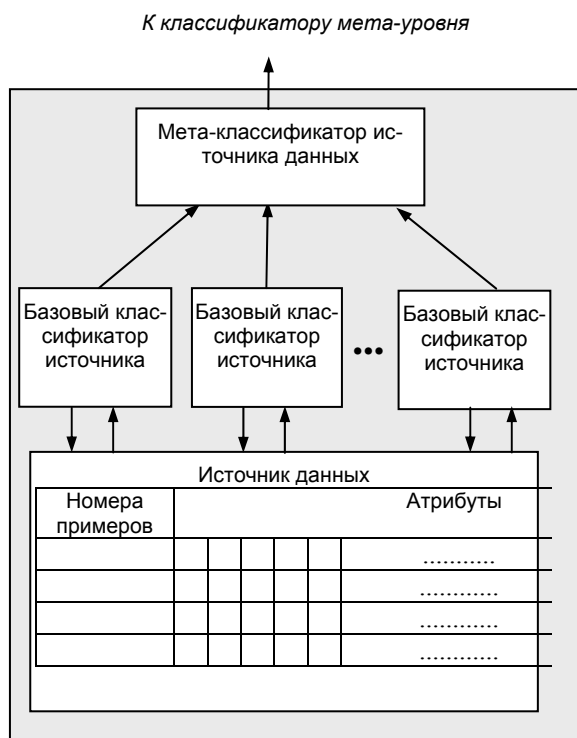 К классификатору мета-уровня
Мета-классификатор ис-
точника данных
Базовый клас-
сификатор
источника
Базовый клас-
сификатор
источника
•••
Базовый клас-
сификатор
источника
Источник данных
Номера
примеров
Атрибуты
...........
............
............
............